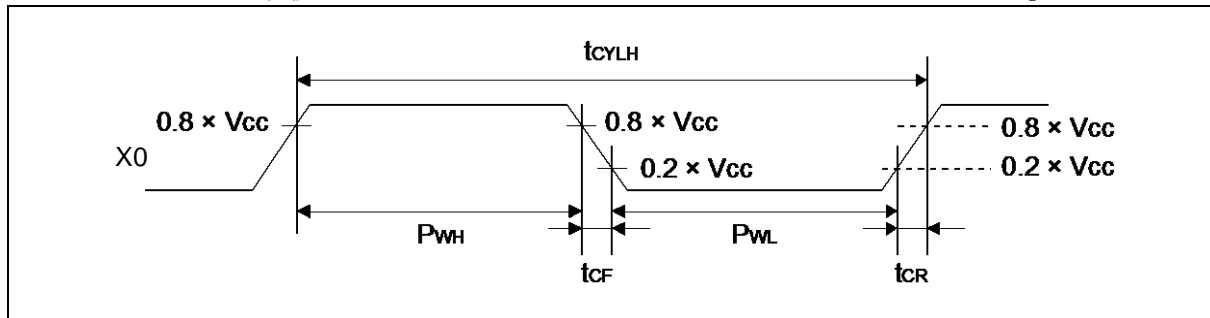 tCYLH
0.8 × VCC
0.8 × VCC
0.8 × VCC
X0
0.2 × VCC
0.2 × VCC
PWH
PWL
tCF
tCR